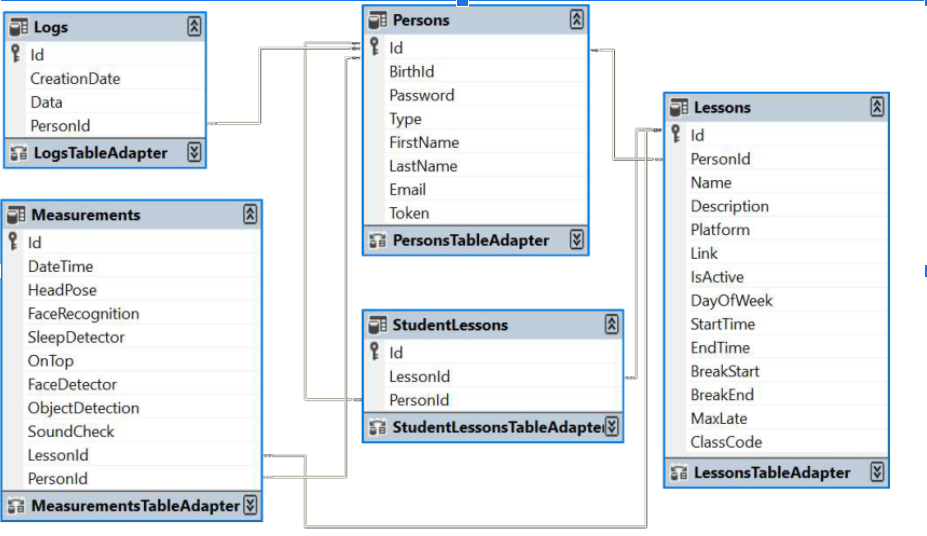 Logs
Id
CreationDate
Data
PersonId
LogsTableAdapter
Measurements
Id
DateTime
HeadPose
FaceRecognition
SleepDetector
OnTop
FaceDetector
ObjectDetection
SoundCheck
LessonId
PersonId
MeasurementsTableAdapter
Persons
Id
BirthId
Password
Type
FirstName
LastName
Email
Token
PersonsTableAdapter
StudentLessons
Id
LessonId
PersonId
StudentLessonsTableAdapter
Lessons
Id
PersonId
Name
Description
Platform
Link
IsActive
DayOfWeek
StartTime
EndTime
BreakStart
BreakEnd
MaxLate
ClassCode
LessonsTableAdapter